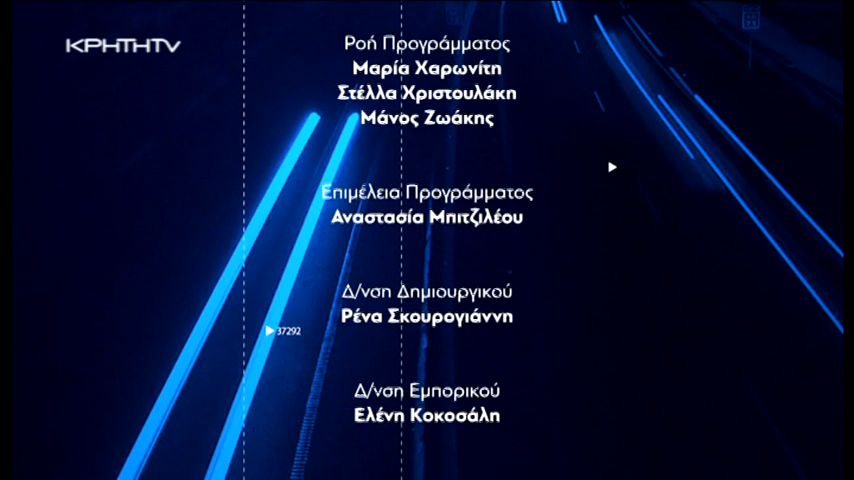 ΚΡΗΤΗTV
Ροή Προγράμματος
Μαρία Χαρωνίτη
Στέλλα Χριστουλάκη
Μάνος Ζωάκης
Επιμέλεια Προγράμματος
Αναστασία Μπιτζιλέου
Δ/νση Δημιουργικού
Ρένα Σκουρογιάννη
37292
Δ/νση Εμπορικού
Ελένη Κοκοσάλη